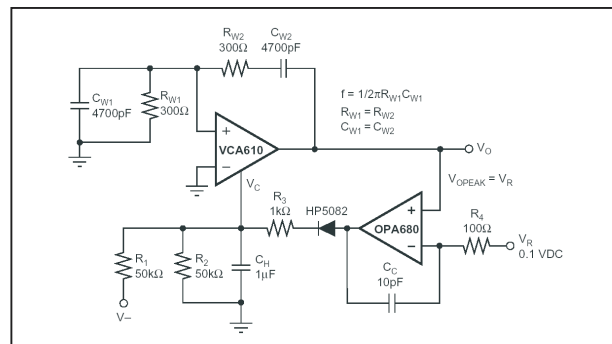 R_W2
300Ω
C_W2
4700pF
C_W1
4700pF
R_W1
300Ω
f = 1/2πR_W1C_W1
R_W1 = R_W2
C_W1 = C_W2
+
VCA610
–
V_C
V_O
V_OPEAK = V_R
R_3
1kΩ
HP5082
+
OPA680
–
R_4
100Ω
V_R
0.1 VDC
R_1
50kΩ
R_2
50kΩ
C_H
1µF
C_C
10pF
V–